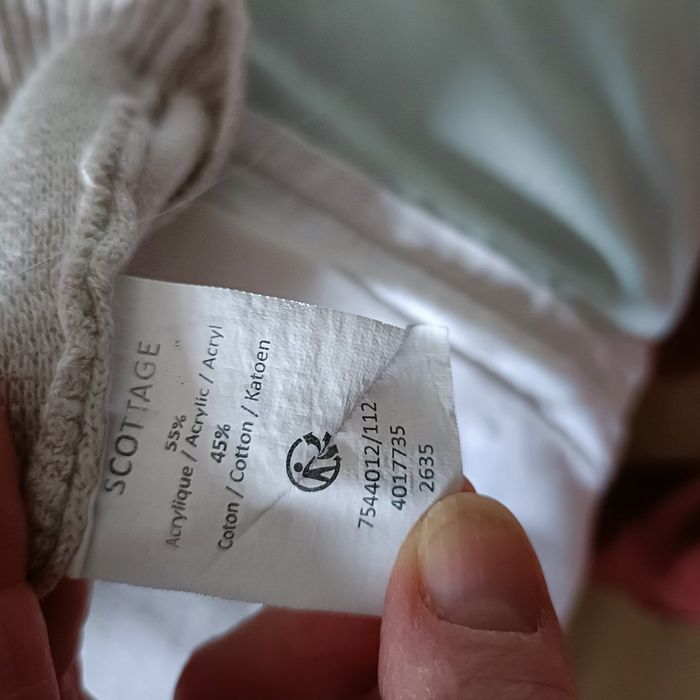 SCOTTAGE
55%
Acrylique / Acrylic / Acryl
45%
Coton / Cotton / Katoen
7544012/112
4017735
2635